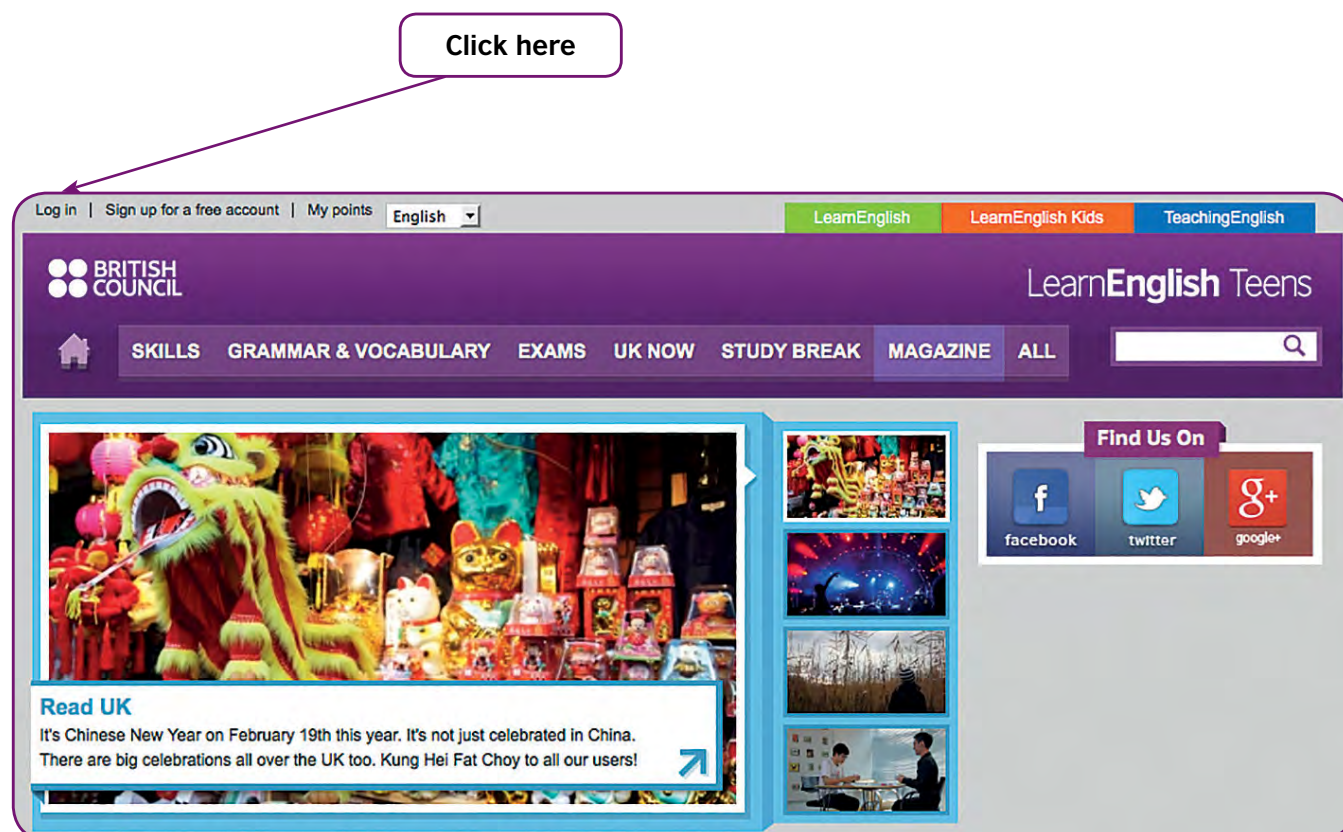 Click here
Log in | Sign up for a free account | My points English
LearnEnglish LearnEnglish Kids TeachingEnglish
BRITISH
COUNCIL
LearnEnglish Teens
SKILLS GRAMMAR & VOCABULARY EXAMS UK NOW STUDY BREAK MAGAZINE ALL
Find Us On
facebook twitter google+
Read UK
It's Chinese New Year on February 19th this year. It's not just celebrated in China.
There are big celebrations all over the UK too. Kung Hei Fat Choy to all our users!